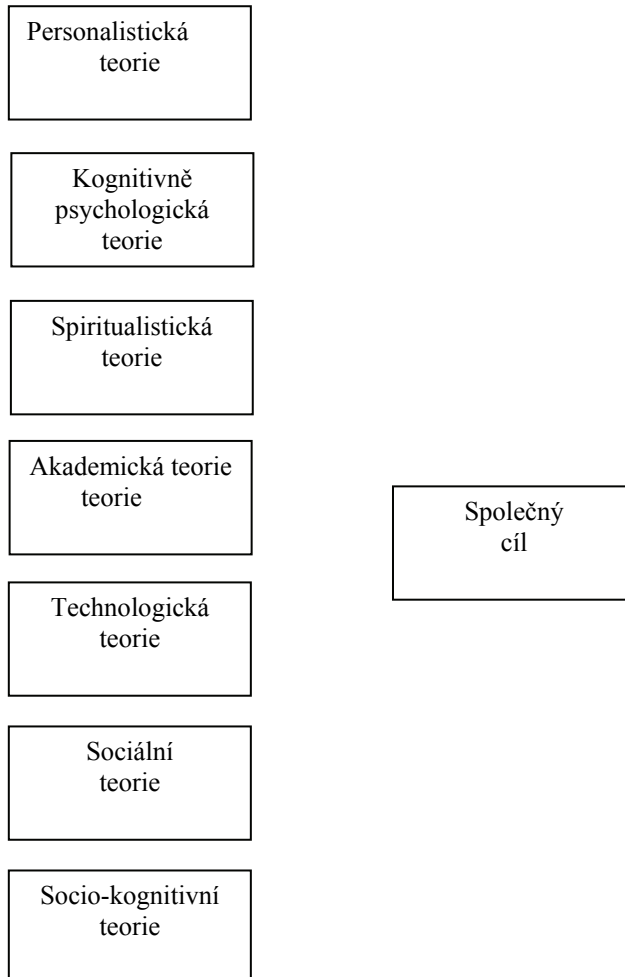 Personalistická
teorie
Kognitivně
psychologická
teorie
Spiritualistická
teorie
Akademická teorie
teorie
Technologická
teorie
Sociální
teorie
Socio-kognitivní
teorie
Společný
cíl